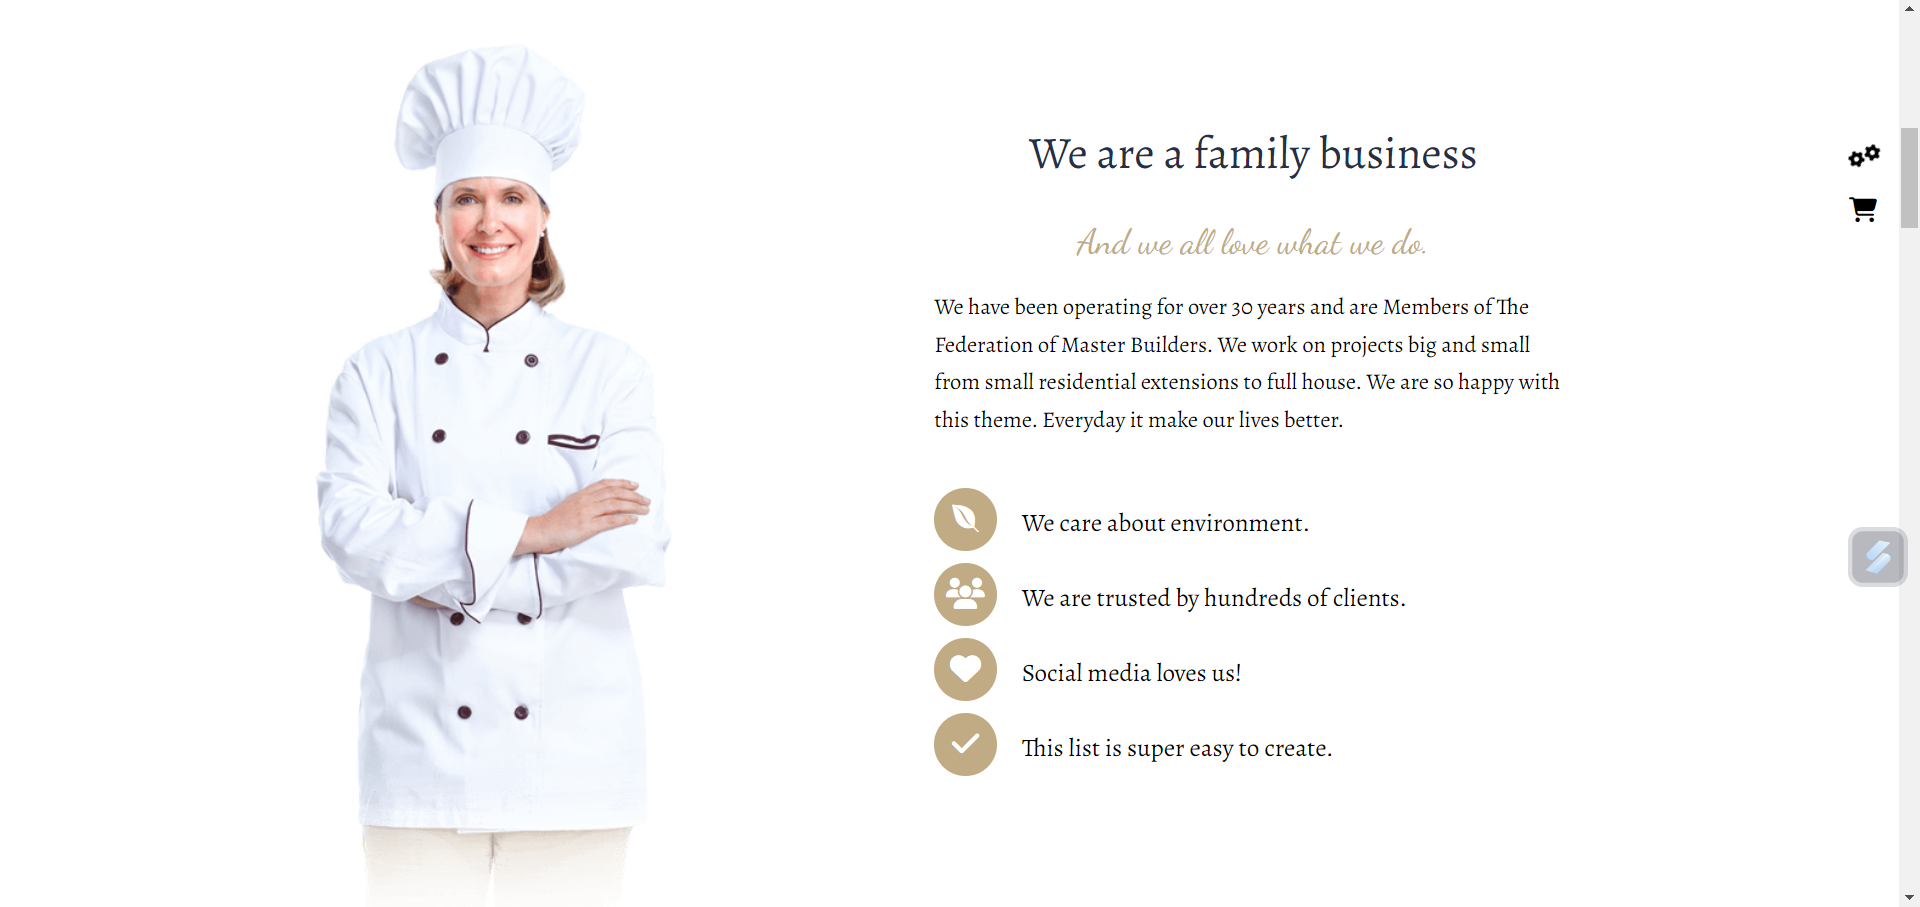 We are a family business
And we all love what we do.
We have been operating for over 30 years and are Members of The
Federation of Master Builders. We work on projects big and small
from small residential extensions to full house. We are so happy with
this theme. Everyday it make our lives better.
We care about environment.
We are trusted by hundreds of clients.
Social media loves us!
This list is super easy to create.